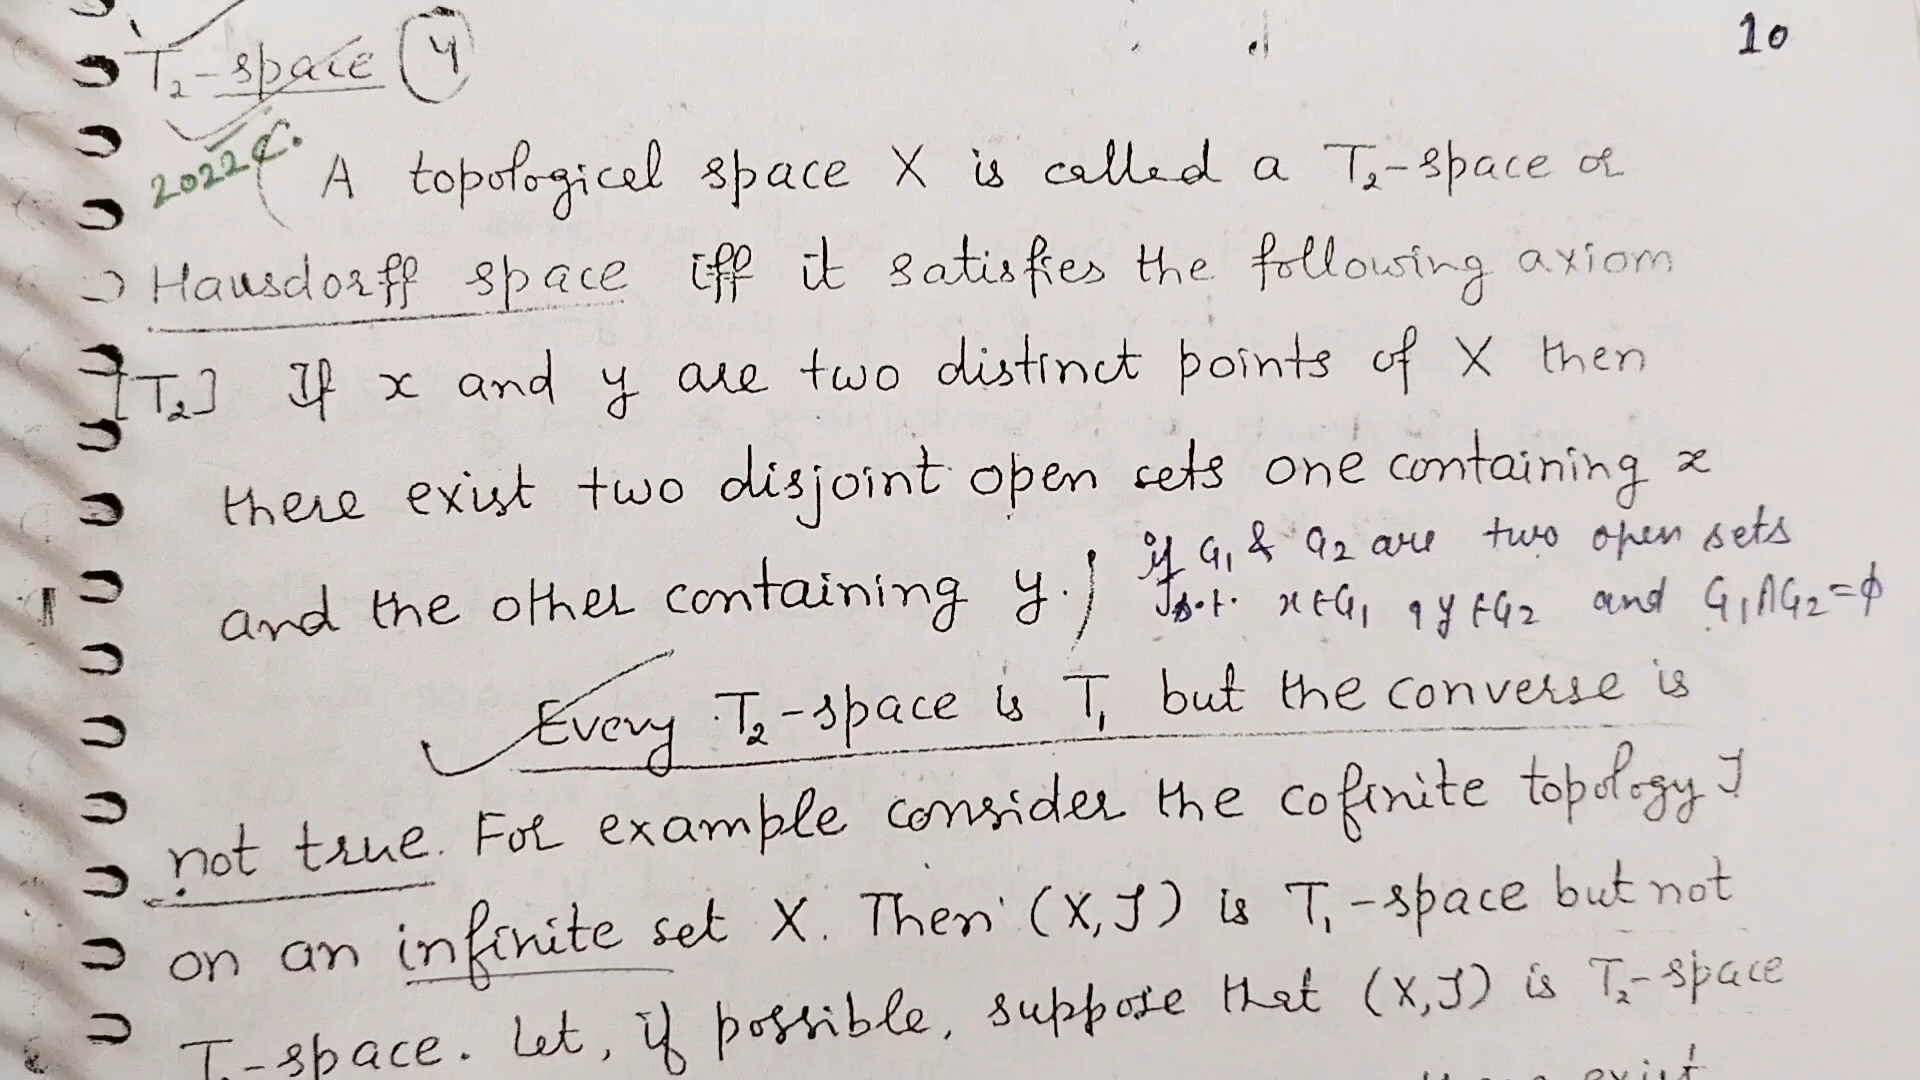 10
T₂-space 4
2022 C.
A topological space X is called a T₂-space or
Hausdorff space iff it satisfies the following axiom
[T₂] If x and y are two distinct points of X then
there exist two disjoint open sets one containing x
and the other containing y.
if G₁ & G₂ are two open sets
s.t. x∈G₁, y∈G₂ and G₁∩G₂=φ
Every T₂-space is T₁ but the converse is
not true. For example consider the cofinite topology J
on an infinite set X. Then (X,J) is T₁-space but not
T₂-space. Let, if possible, suppose that (X,J) is T₂-space
exist